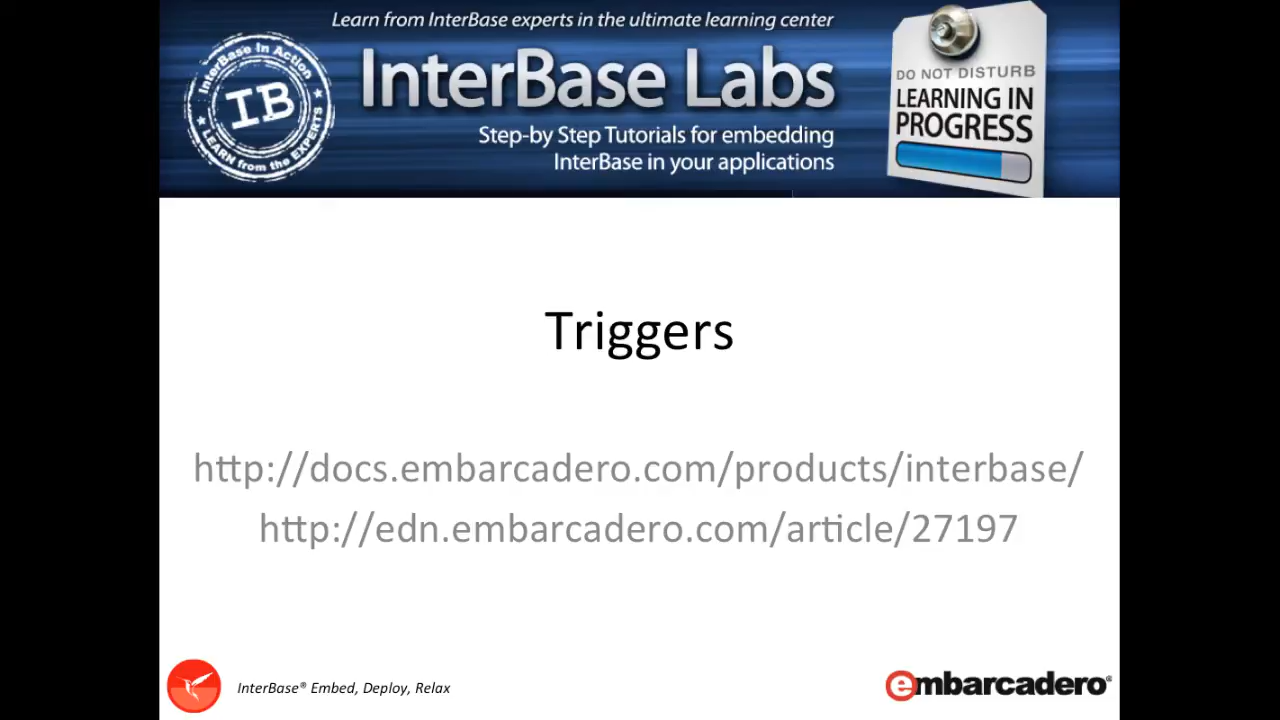 Learn from InterBase experts in the ultimate learning center
InterBase Labs
Step-by Step Tutorials for embedding
InterBase in your applications
InterBase In Action
IB
LEARN from the EXPERTS
DO NOT DISTURB
LEARNING IN
PROGRESS
Triggers
http://docs.embarcadero.com/products/interbase/
http://edn.embarcadero.com/article/27197
InterBase® Embed, Deploy, Relax
embarcadero®